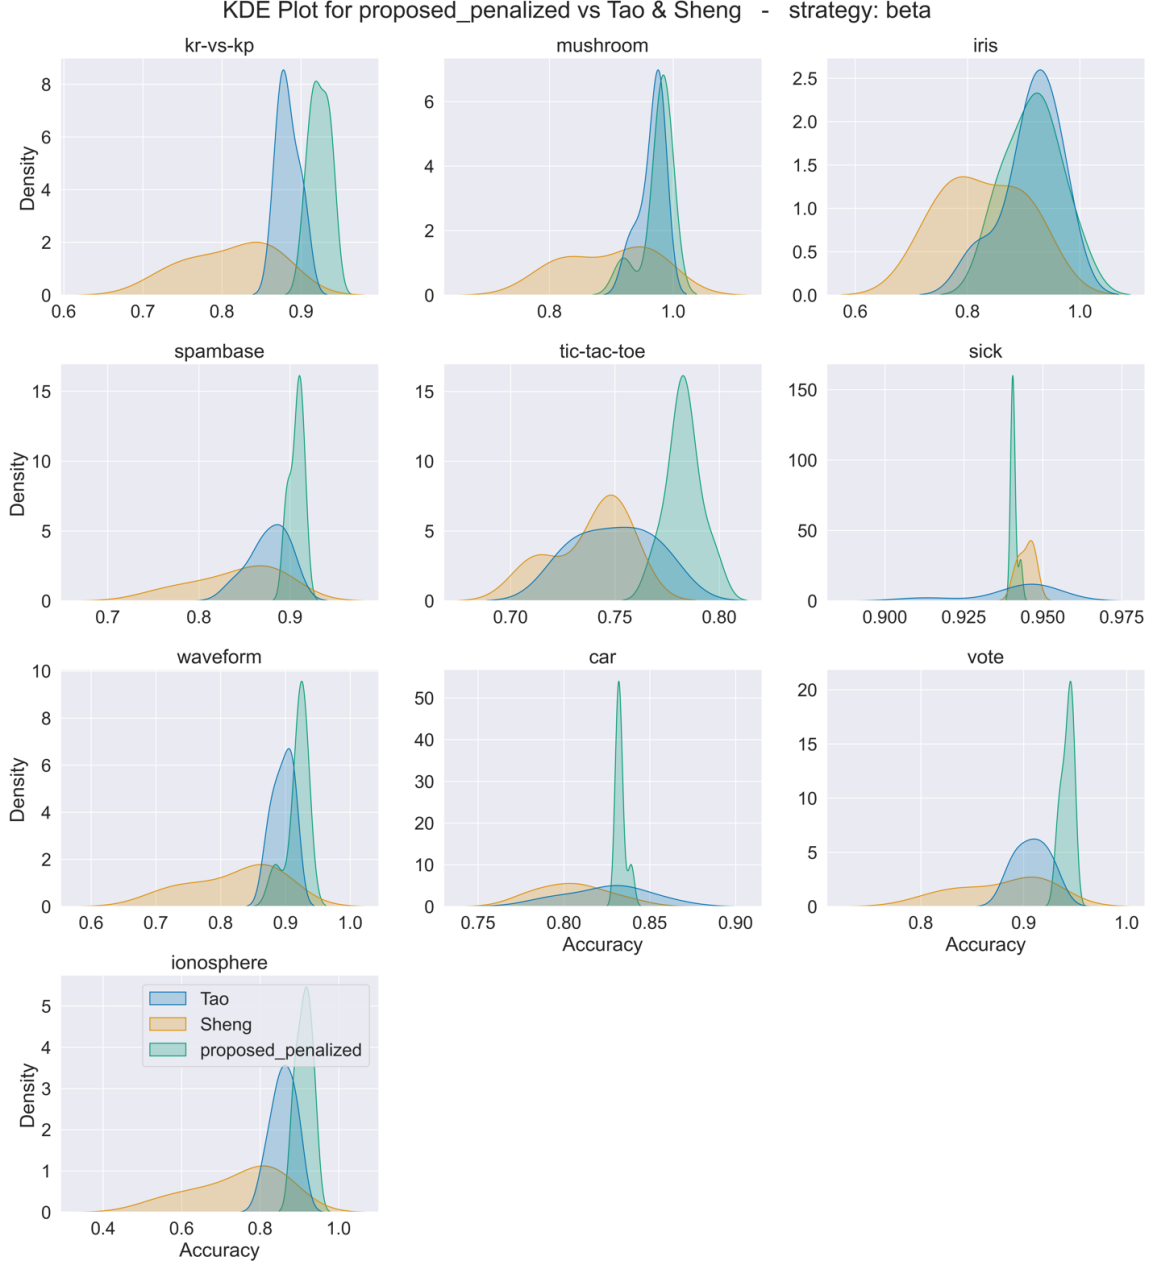 KDE Plot for proposed_penalized vs Tao & Sheng - strategy: beta
kr-vs-kp
mushroom
iris
Density
8
6
4
2
0
0.6 0.7 0.8 0.9
6
4
2
0
0.8 1.0
2.5
2.0
1.5
1.0
0.5
0.0
0.6 0.8 1.0
spambase
tic-tac-toe
sick
Density
15
10
5
0
0.7 0.8 0.9
15
10
5
0
0.70 0.75 0.80
150
100
50
0
0.900 0.925 0.950 0.975
waveform
car
vote
Density
10
8
6
4
2
0
0.6 0.7 0.8 0.9 1.0
50
40
30
20
10
0
0.75 0.80 0.85 0.90
Accuracy
20
15
10
5
0
0.8 0.9 1.0
Accuracy
ionosphere
Density
5
4
3
2
1
0
Tao
Sheng
proposed_penalized
0.4 0.6 0.8 1.0
Accuracy